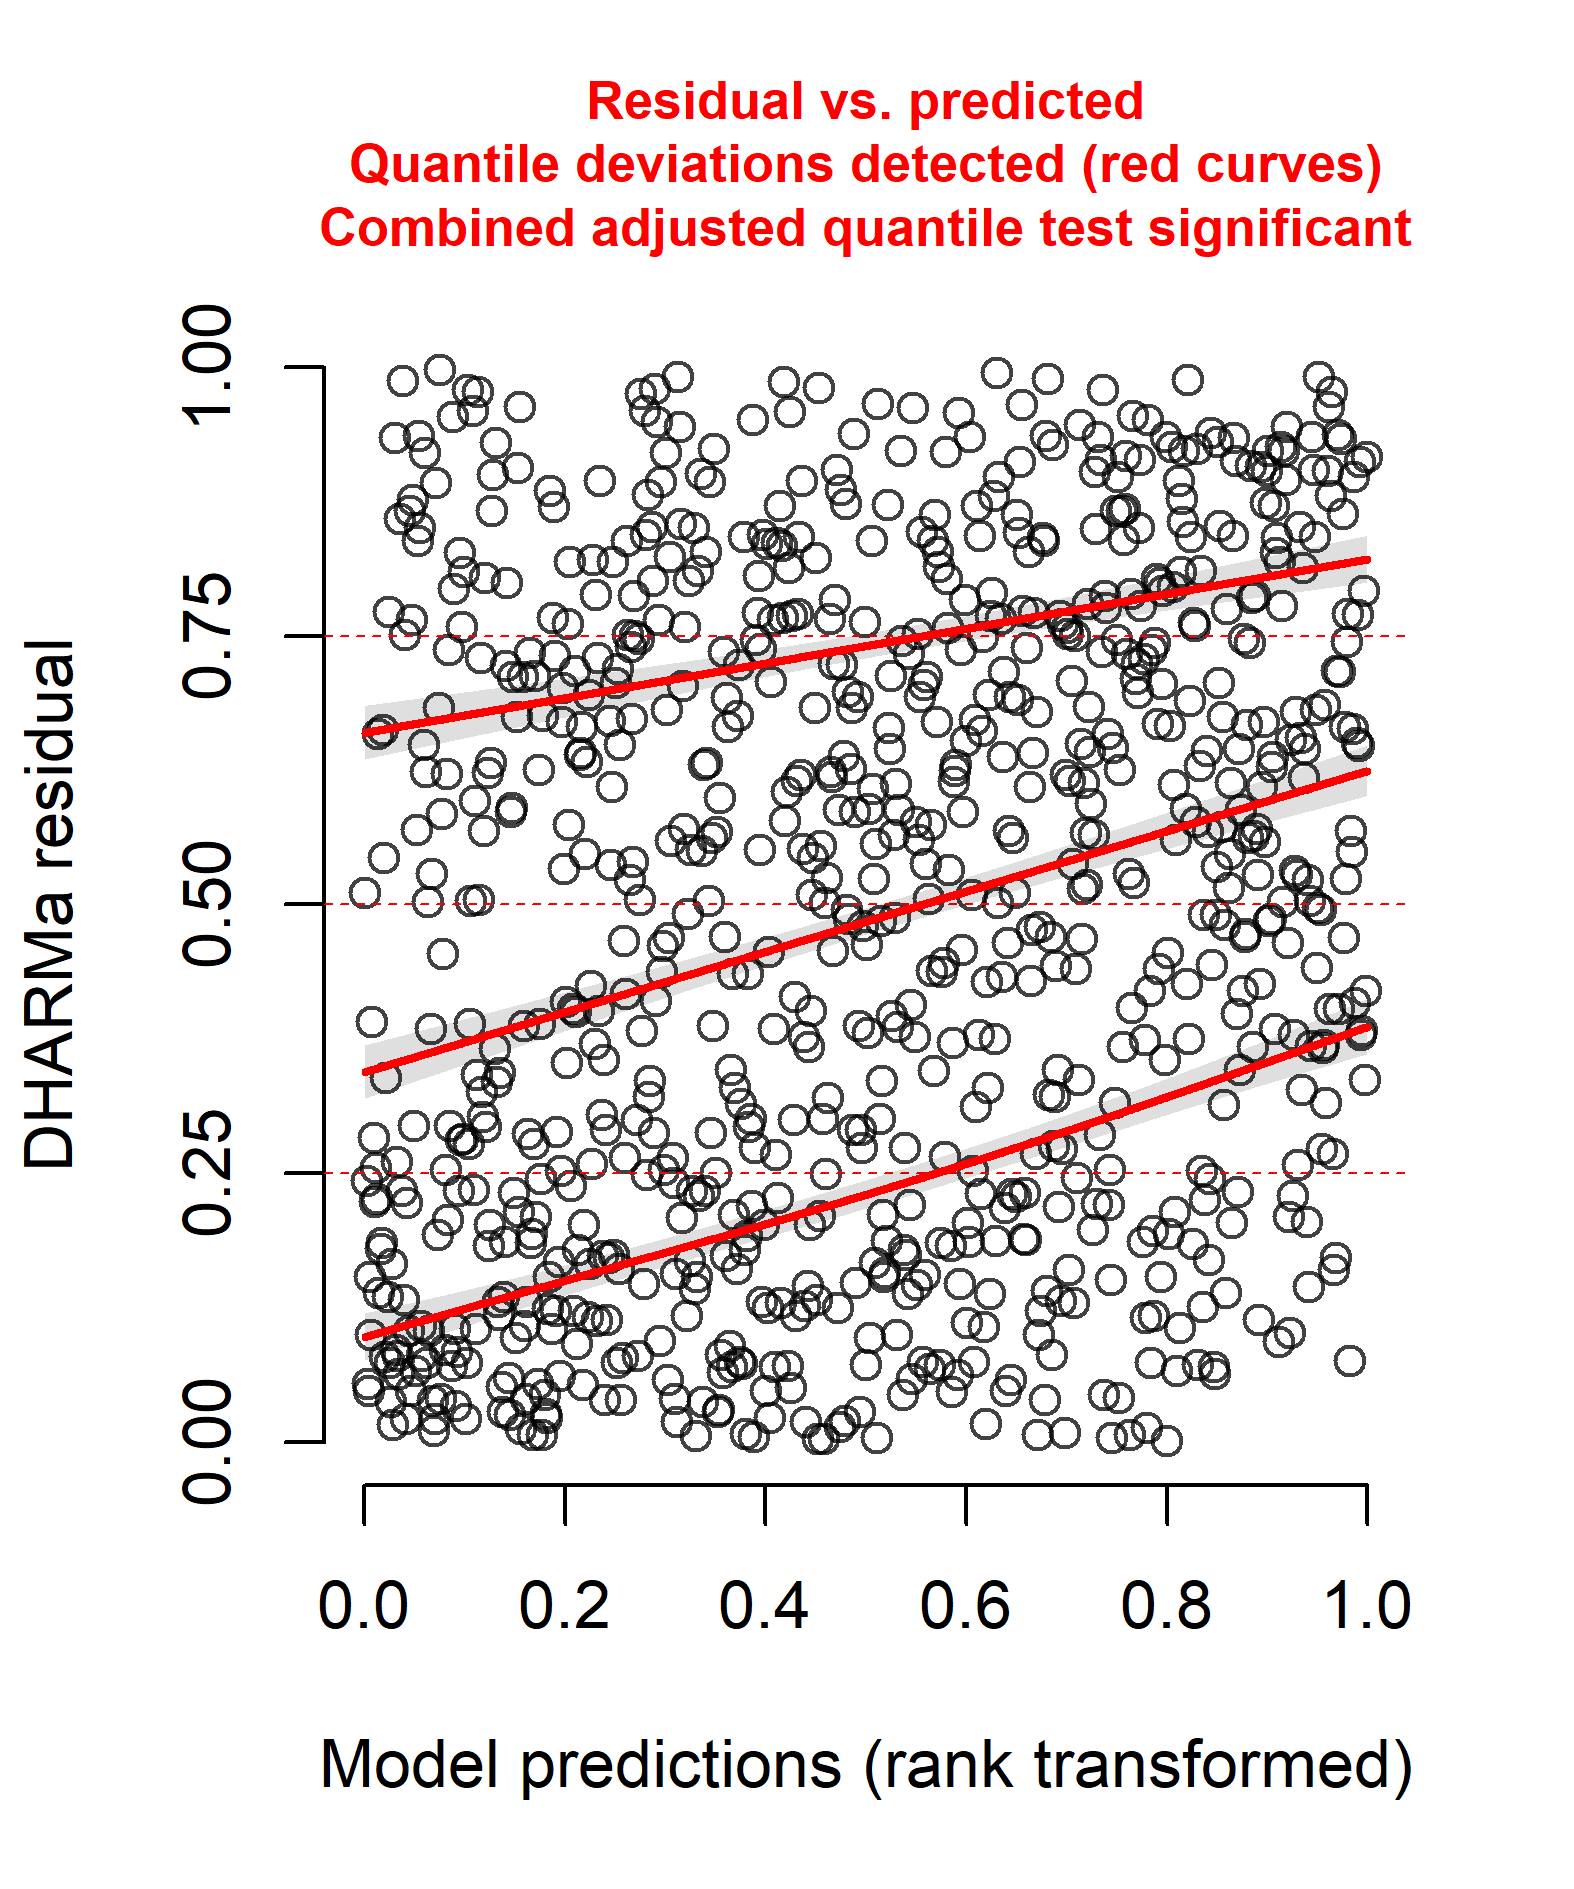 Residual vs. predicted
Quantile deviations detected (red curves)
Combined adjusted quantile test significant
1.00
0.75
0.50
0.25
0.00
DHARMa residual
0.0 0.2 0.4 0.6 0.8 1.0
Model predictions (rank transformed)